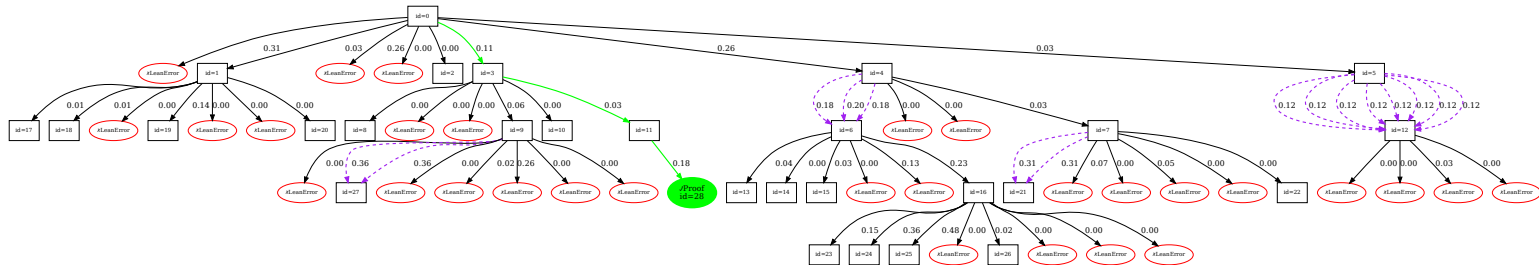 id=0
0.31
0.03
0.26
0.00
0.00
0.11
0.26
0.03
≠LeanError
id=1
≠LeanError
≠LeanError
id=2
id=3
id=4
id=5
0.01
0.01
0.00
0.14
0.00
0.00
0.00
0.00
0.00
0.00
0.06
0.00
0.03
0.18
0.20
0.18
0.00
0.00
0.03
0.12
0.12
0.12
0.12
0.12
0.12
0.12
0.12
id=17
id=18
≠LeanError
id=19
≠LeanError
≠LeanError
id=20
id=8
≠LeanError
≠LeanError
id=9
id=10
id=11
id=6
≠LeanError
≠LeanError
id=7
id=12
0.00
0.36
0.36
0.00
0.02
0.26
0.00
0.00
0.18
0.04
0.00
0.03
0.00
0.13
0.23
0.31
0.31
0.07
0.00
0.05
0.00
0.00
0.00
0.00
0.03
0.00
≠LeanError
id=27
≠LeanError
≠LeanError
≠LeanError
≠LeanError
≠LeanError
≠Proof
id=28
id=13
id=14
id=15
≠LeanError
≠LeanError
id=16
id=21
≠LeanError
≠LeanError
≠LeanError
≠LeanError
id=22
≠LeanError
≠LeanError
≠LeanError
≠LeanError
0.15
0.36
0.48
0.00
0.02
0.00
0.00
0.00
id=23
id=24
id=25
≠LeanError
id=26
≠LeanError
≠LeanError
≠LeanError